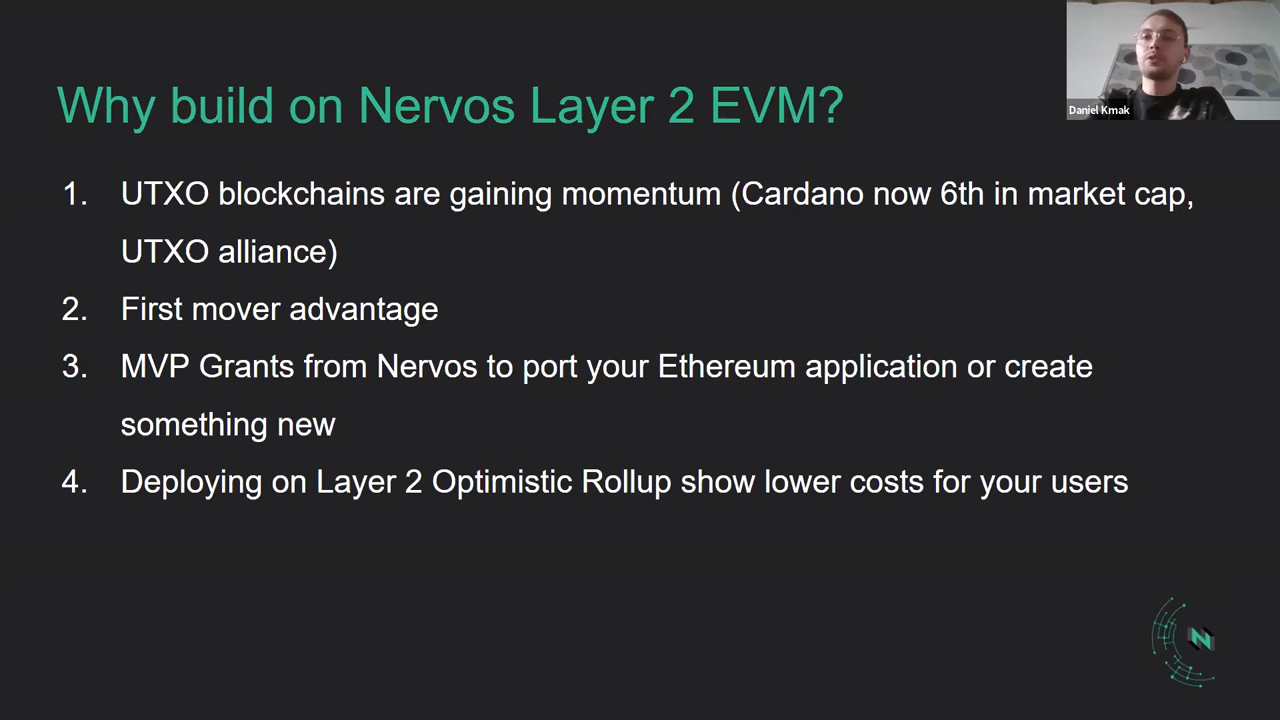 Why build on Nervos Layer 2 EVM?
Daniel Kmak
1. UTXO blockchains are gaining momentum (Cardano now 6th in market cap,
UTXO alliance)
2. First mover advantage
3. MVP Grants from Nervos to port your Ethereum application or create
something new
4. Deploying on Layer 2 Optimistic Rollup show lower costs for your users